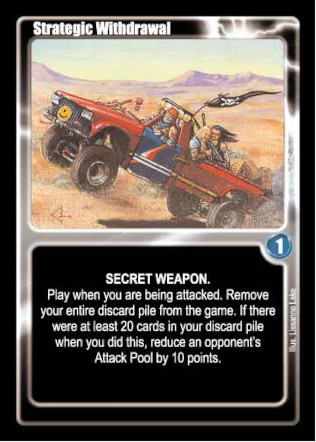 Strategic Withdrawal
1
SECRET WEAPON.
Play when you are being attacked. Remove
your entire discard pile from the game. If there
were at least 20 cards in your discard pile
when you did this, reduce an opponent's
Attack Pool by 10 points.
Illus. Lissanne Lake